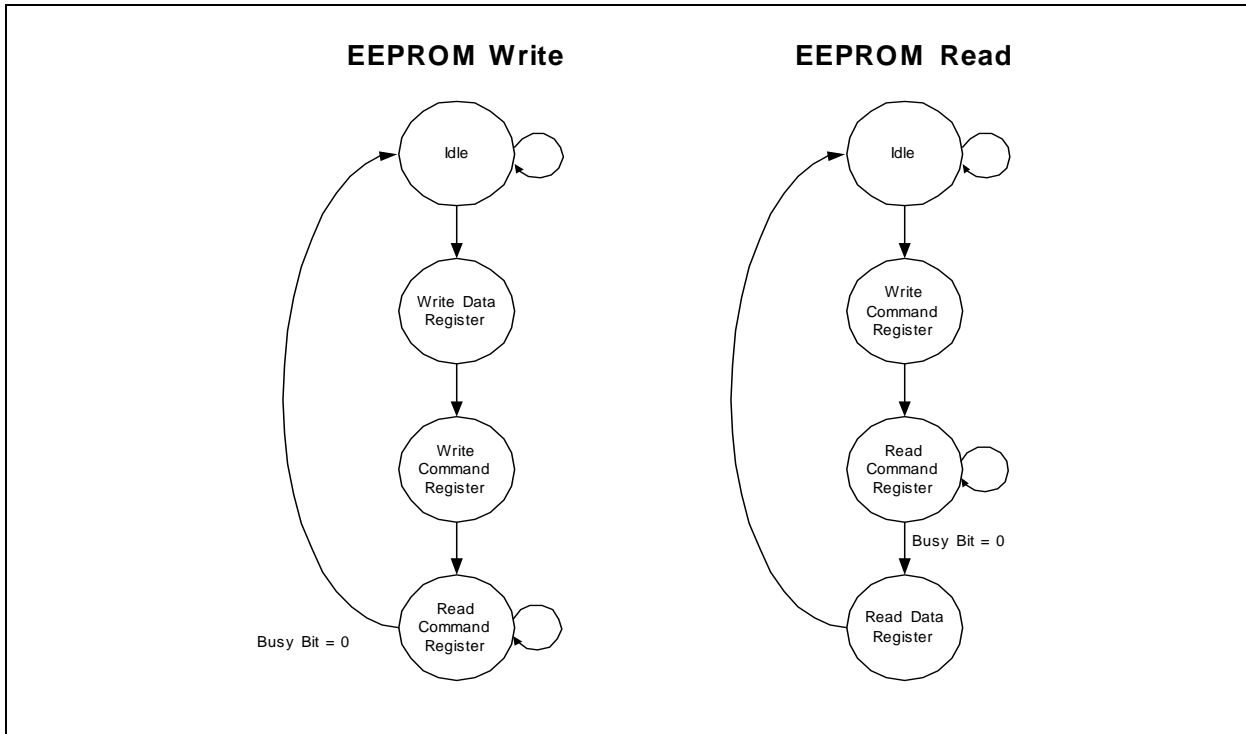 EEPROM Write
Idle
Write Data
Register
Write
Command
Register
Read
Command
Register
Busy Bit = 0
EEPROM Read
Idle
Write
Command
Register
Read
Command
Register
Busy Bit = 0
Read Data
Register